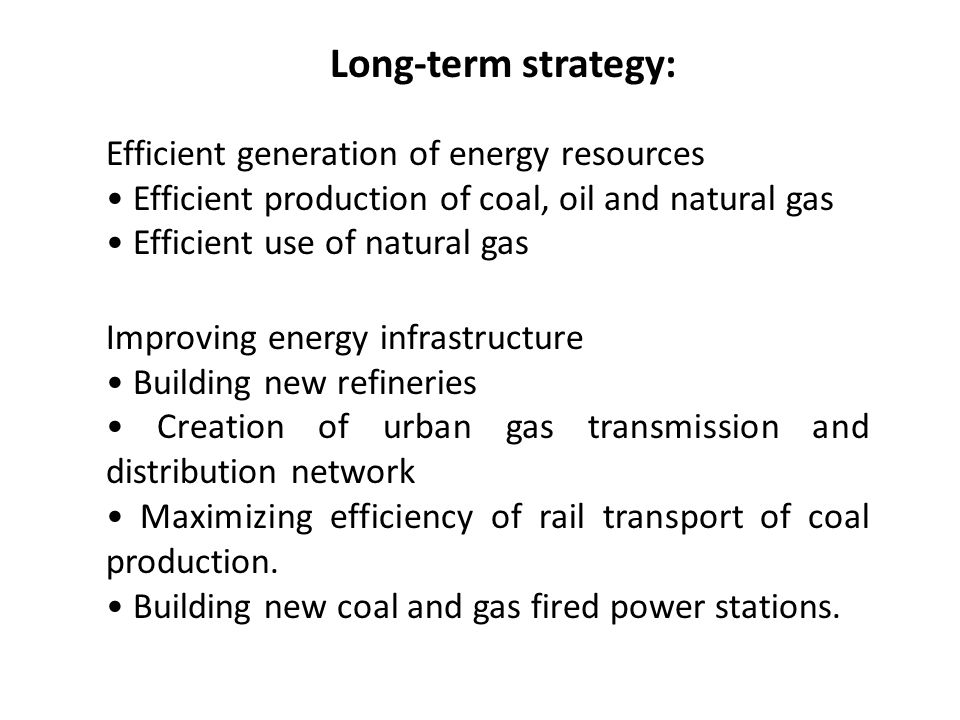 Long-term strategy:
Efficient generation of energy resources
• Efficient production of coal, oil and natural gas
• Efficient use of natural gas
Improving energy infrastructure
• Building new refineries
• Creation of urban gas transmission and
distribution network
• Maximizing efficiency of rail transport of coal
production.
• Building new coal and gas fired power stations.